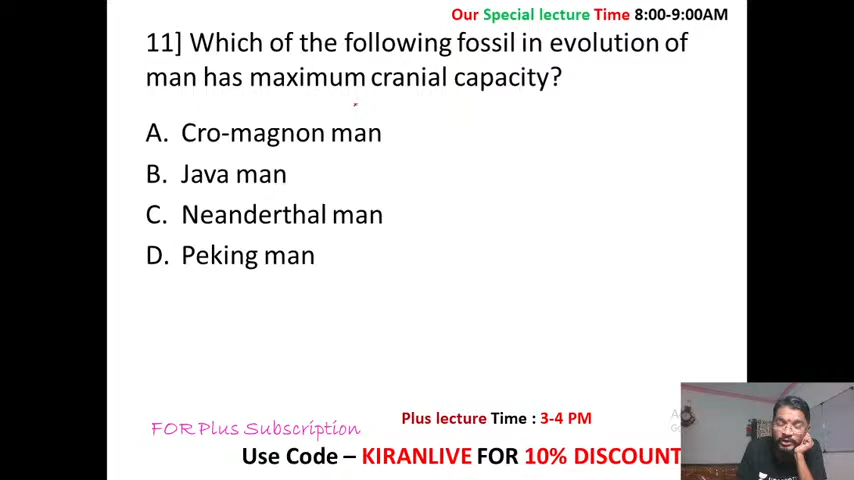 Our Special lecture Time 8:00-9:00AM
11] Which of the following fossil in evolution of
man has maximum cranial capacity?
A. Cro-magnon man
B. Java man
C. Neanderthal man
D. Peking man
Plus lecture Time : 3-4 PM
FOR Plus Subscription
Use Code – KIRANLIVE FOR 10% DISCOUNT